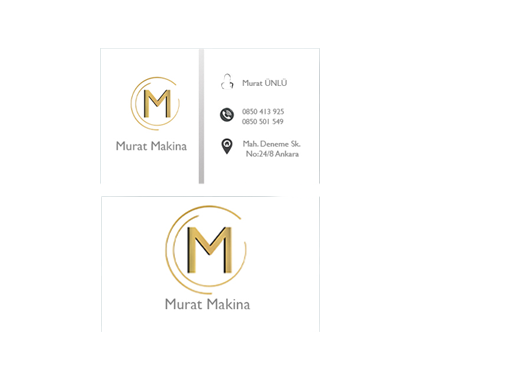 M
Murat Makina
Murat ÜNLÜ
0850 413 925
0850 501 549
Mah. Deneme Sk.
No:24/8 Ankara
M
Murat Makina